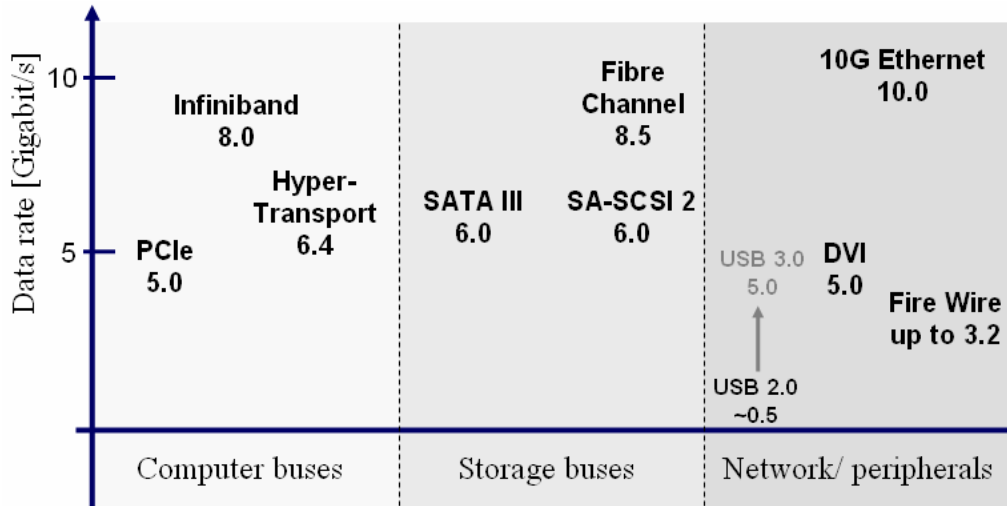 Data rate [Gigabit/s]
10
5
Infiniband
8.0
Hyper-
Transport
6.4
PCIe
5.0
Fibre
Channel
8.5
SATA III
6.0
SA-SCSI 2
6.0
10G Ethernet
10.0
USB 3.0
5.0
DVI
5.0
Fire Wire
up to 3.2
USB 2.0
~0.5
Computer buses
Storage buses
Network/ peripherals